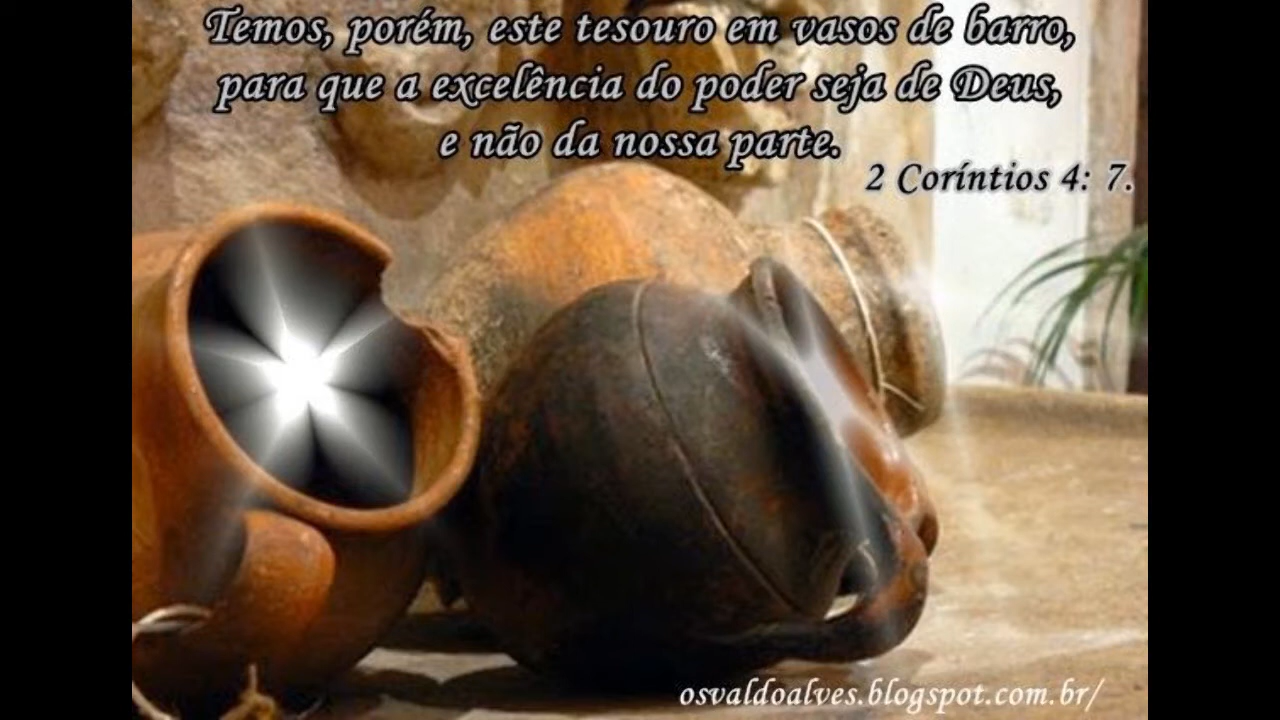 Temos, porém, este tesouro em vasos de barro,
para que a excelência do poder seja de Deus,
e não da nossa parte.
2 Coríntios 4: 7.
osvaldoalves.blogspot.com.br/